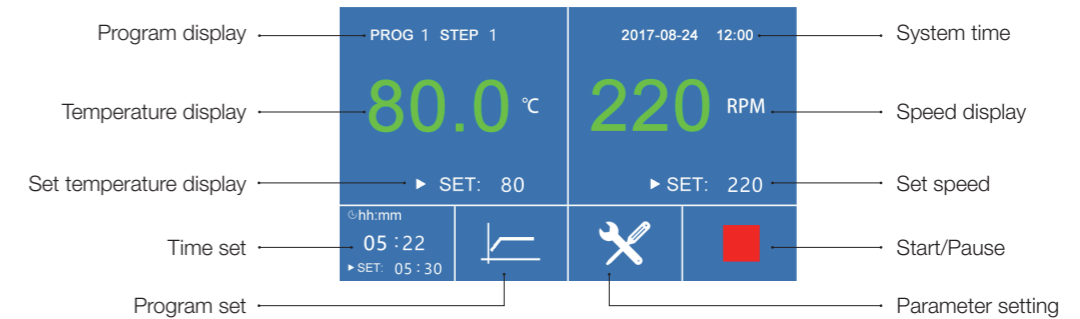 Program display
PROG 1 STEP 1
2017-08-24 12:00
System time
Temperature display
80.0 °C
220 RPM
Speed display
Set temperature display
▶ SET: 80
▶ SET: 220
Set speed
hh:mm
Time set
05:22
Start/Pause
▶ SET: 05:30
Program set
Parameter setting